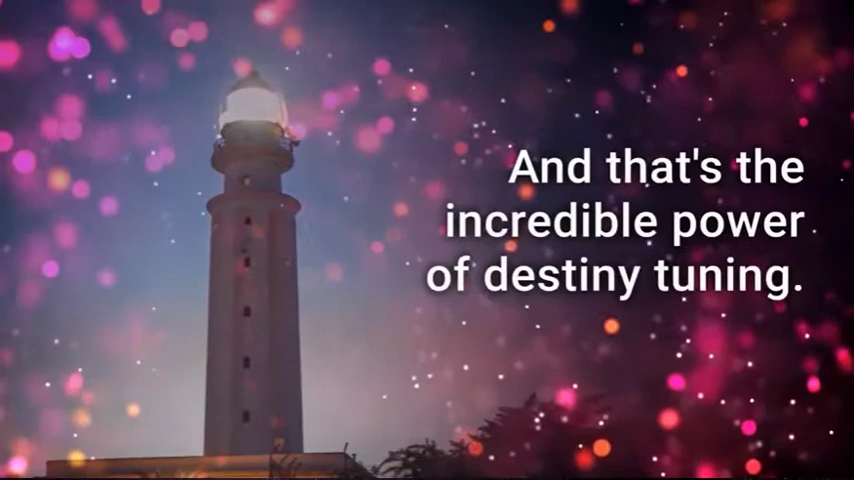 And that's the
incredible power
of destiny tuning.